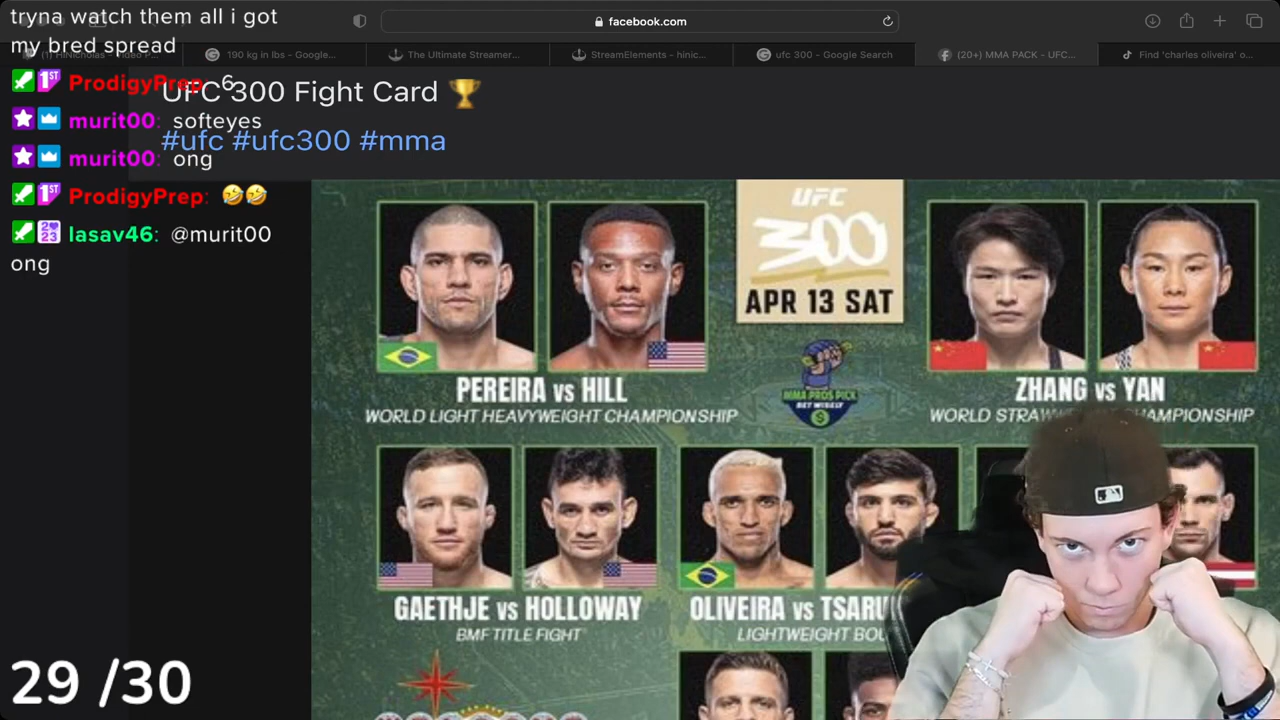 tryna watch them all i got
my bred spread
facebook.com
190 kg in lbs - Google...
The Ultimate Streamer...
StreamElements - hinic...
ufc 300 - Google Search
(20+) MMA PACK - UFC...
Find 'charles oliveira' o...
ProdigyPrep: 6
UFC 300 Fight Card 🏆
murit00: softeyes
#ufc #ufc300 #mma
murit00: ong
ProdigyPrep: 🤣🤣
lasav46: @murit00
ong
UFC
300
APR 13 SAT
MMA PROS PICK
BET WISELY
PEREIRA vs HILL
WORLD LIGHT HEAVYWEIGHT CHAMPIONSHIP
ZHANG vs YAN
WORLD STRAW CHAMPIONSHIP
GAETHJE vs HOLLOWAY
BMF TITLE FIGHT
OLIVEIRA vs TSARU
LIGHTWEIGHT BOU
29 /30